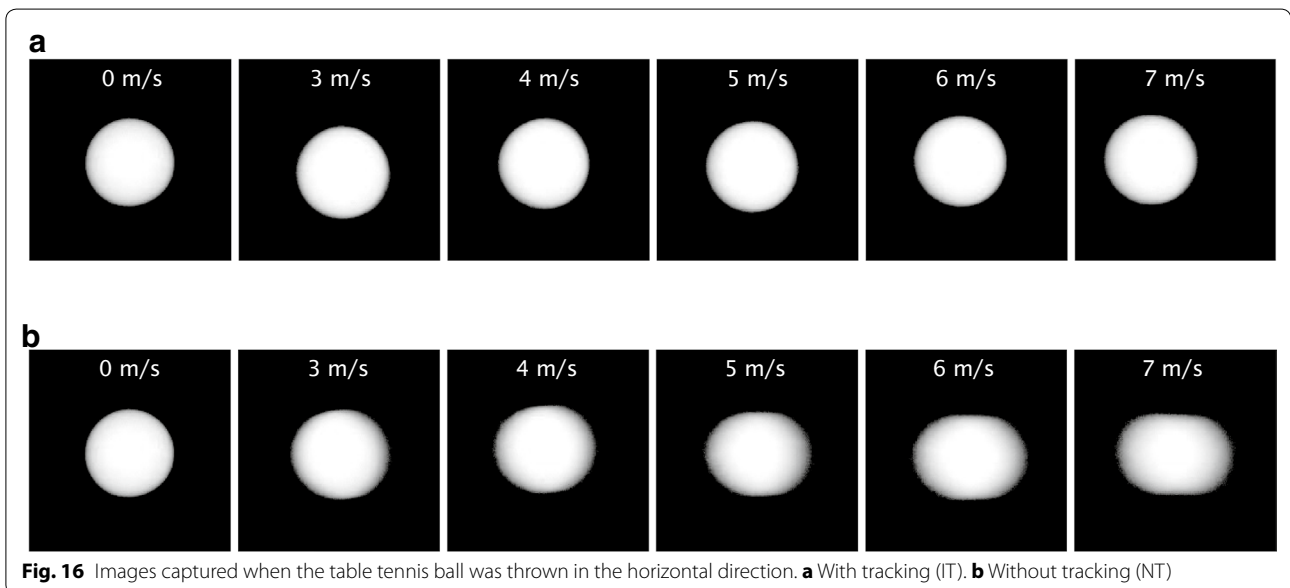 a
0 m/s 3 m/s 4 m/s 5 m/s 6 m/s 7 m/s
b
0 m/s 3 m/s 4 m/s 5 m/s 6 m/s 7 m/s
Fig. 16 Images captured when the table tennis ball was thrown in the horizontal direction. a With tracking (IT). b Without tracking (NT)